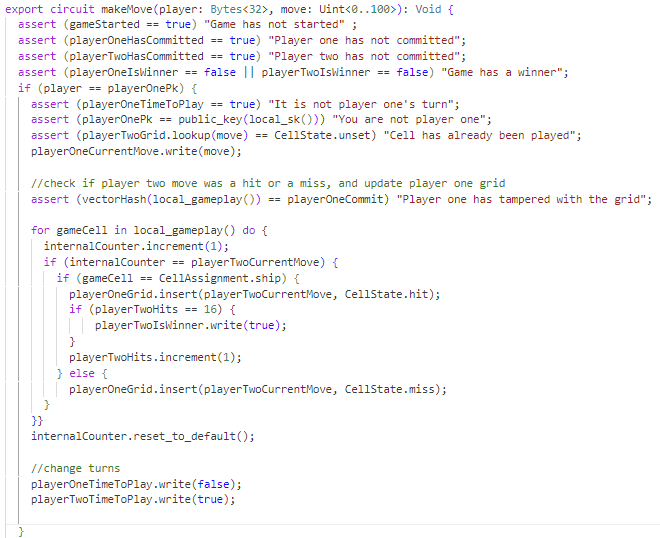 export circuit makeMove(player: Bytes<32>, move: Uint<0..100>): Void {
assert (gameStarted == true) "Game has not started" ;
assert (playerOneHasCommitted == true) "Player one has not committed";
assert (playerTwoHasCommitted == true) "Player two has not committed";
assert (playerOneIsWinner == false || playerTwoIsWinner == false) "Game has a winner";
if (player == playerOnePk) {
assert (playerOneTimeToPlay == true) "It is not player one's turn";
assert (playerOnePk == public_key(local_sk())) "You are not player one";
assert (playerTwoGrid.lookup(move) == CellState.unset) "Cell has already been played";
playerOneCurrentMove.write(move);
//check if player two move was a hit or a miss, and update player one grid
assert (vectorHash(local_gameplay()) == playerOneCommit) "Player one has tampered with the grid";
for gameCell in local_gameplay() do {
internalCounter.increment(1);
if (internalCounter == playerTwoCurrentMove) {
if (gameCell == CellAssignment.ship) {
playerOneGrid.insert(playerTwoCurrentMove, CellState.hit);
if (playerTwoHits == 16) {
playerTwoIsWinner.write(true);
}
playerTwoHits.increment(1);
} else {
playerOneGrid.insert(playerTwoCurrentMove, CellState.miss);
}
}}
internalCounter.reset_to_default();
//change turns
playerOneTimeToPlay.write(false);
playerTwoTimeToPlay.write(true);
}